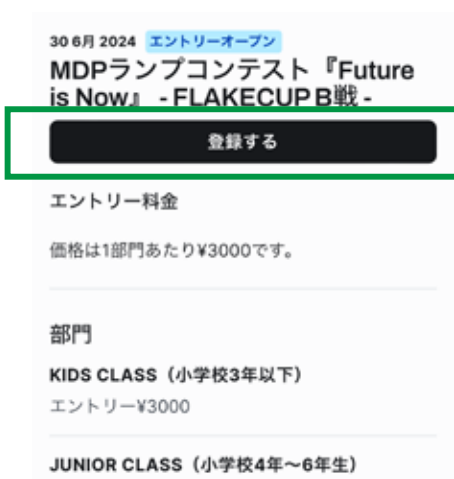 30 6月 2024 エントリーオープン
MDPランプコンテスト『Future
is Now』 - FLAKECUP B戦 -
登録する
エントリー料金
価格は1部門あたり¥3000です。
部門
KIDS CLASS（小学校3年以下）
エントリー¥3000
JUNIOR CLASS（小学校4年〜6年生）